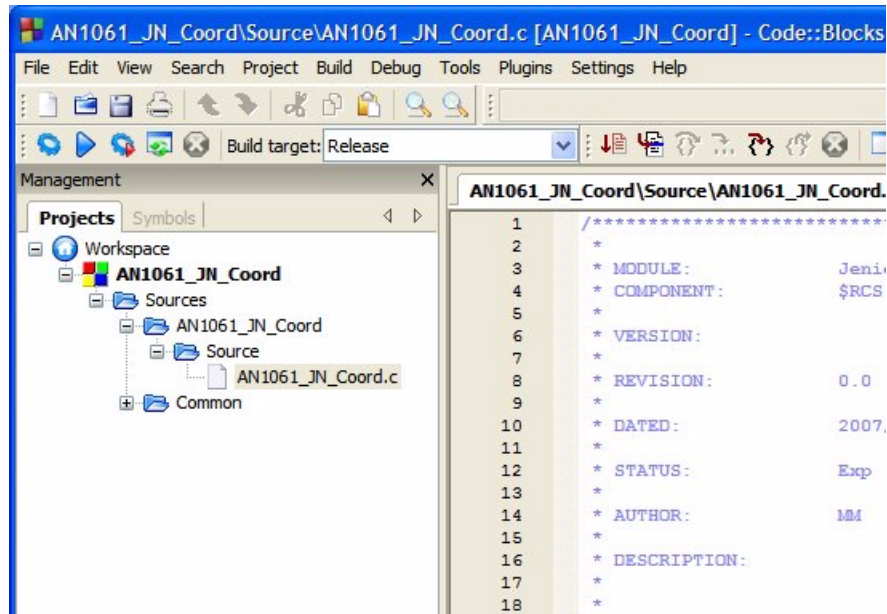 AN1061_JN_Coord\Source\AN1061_JN_Coord.c [AN1061_JN_Coord] - Code::Blocks
File Edit View Search Project Build Debug Tools Plugins Settings Help
Build target: Release
Management
Projects Symbols
Workspace
AN1061_JN_Coord
Sources
AN1061_JN_Coord
Source
AN1061_JN_Coord.c
Common
AN1061_JN_Coord\Source\AN1061_JN_Coord.
1 /****************************
2 *
3 * MODULE: Jeni
4 * COMPONENT: $RCS
5 *
6 * VERSION:
7 *
8 * REVISION: 0.0
9 *
10 * DATED: 2007
11 *
12 * STATUS: Exp
13 *
14 * AUTHOR: MM
15 *
16 * DESCRIPTION:
17 *
18 *